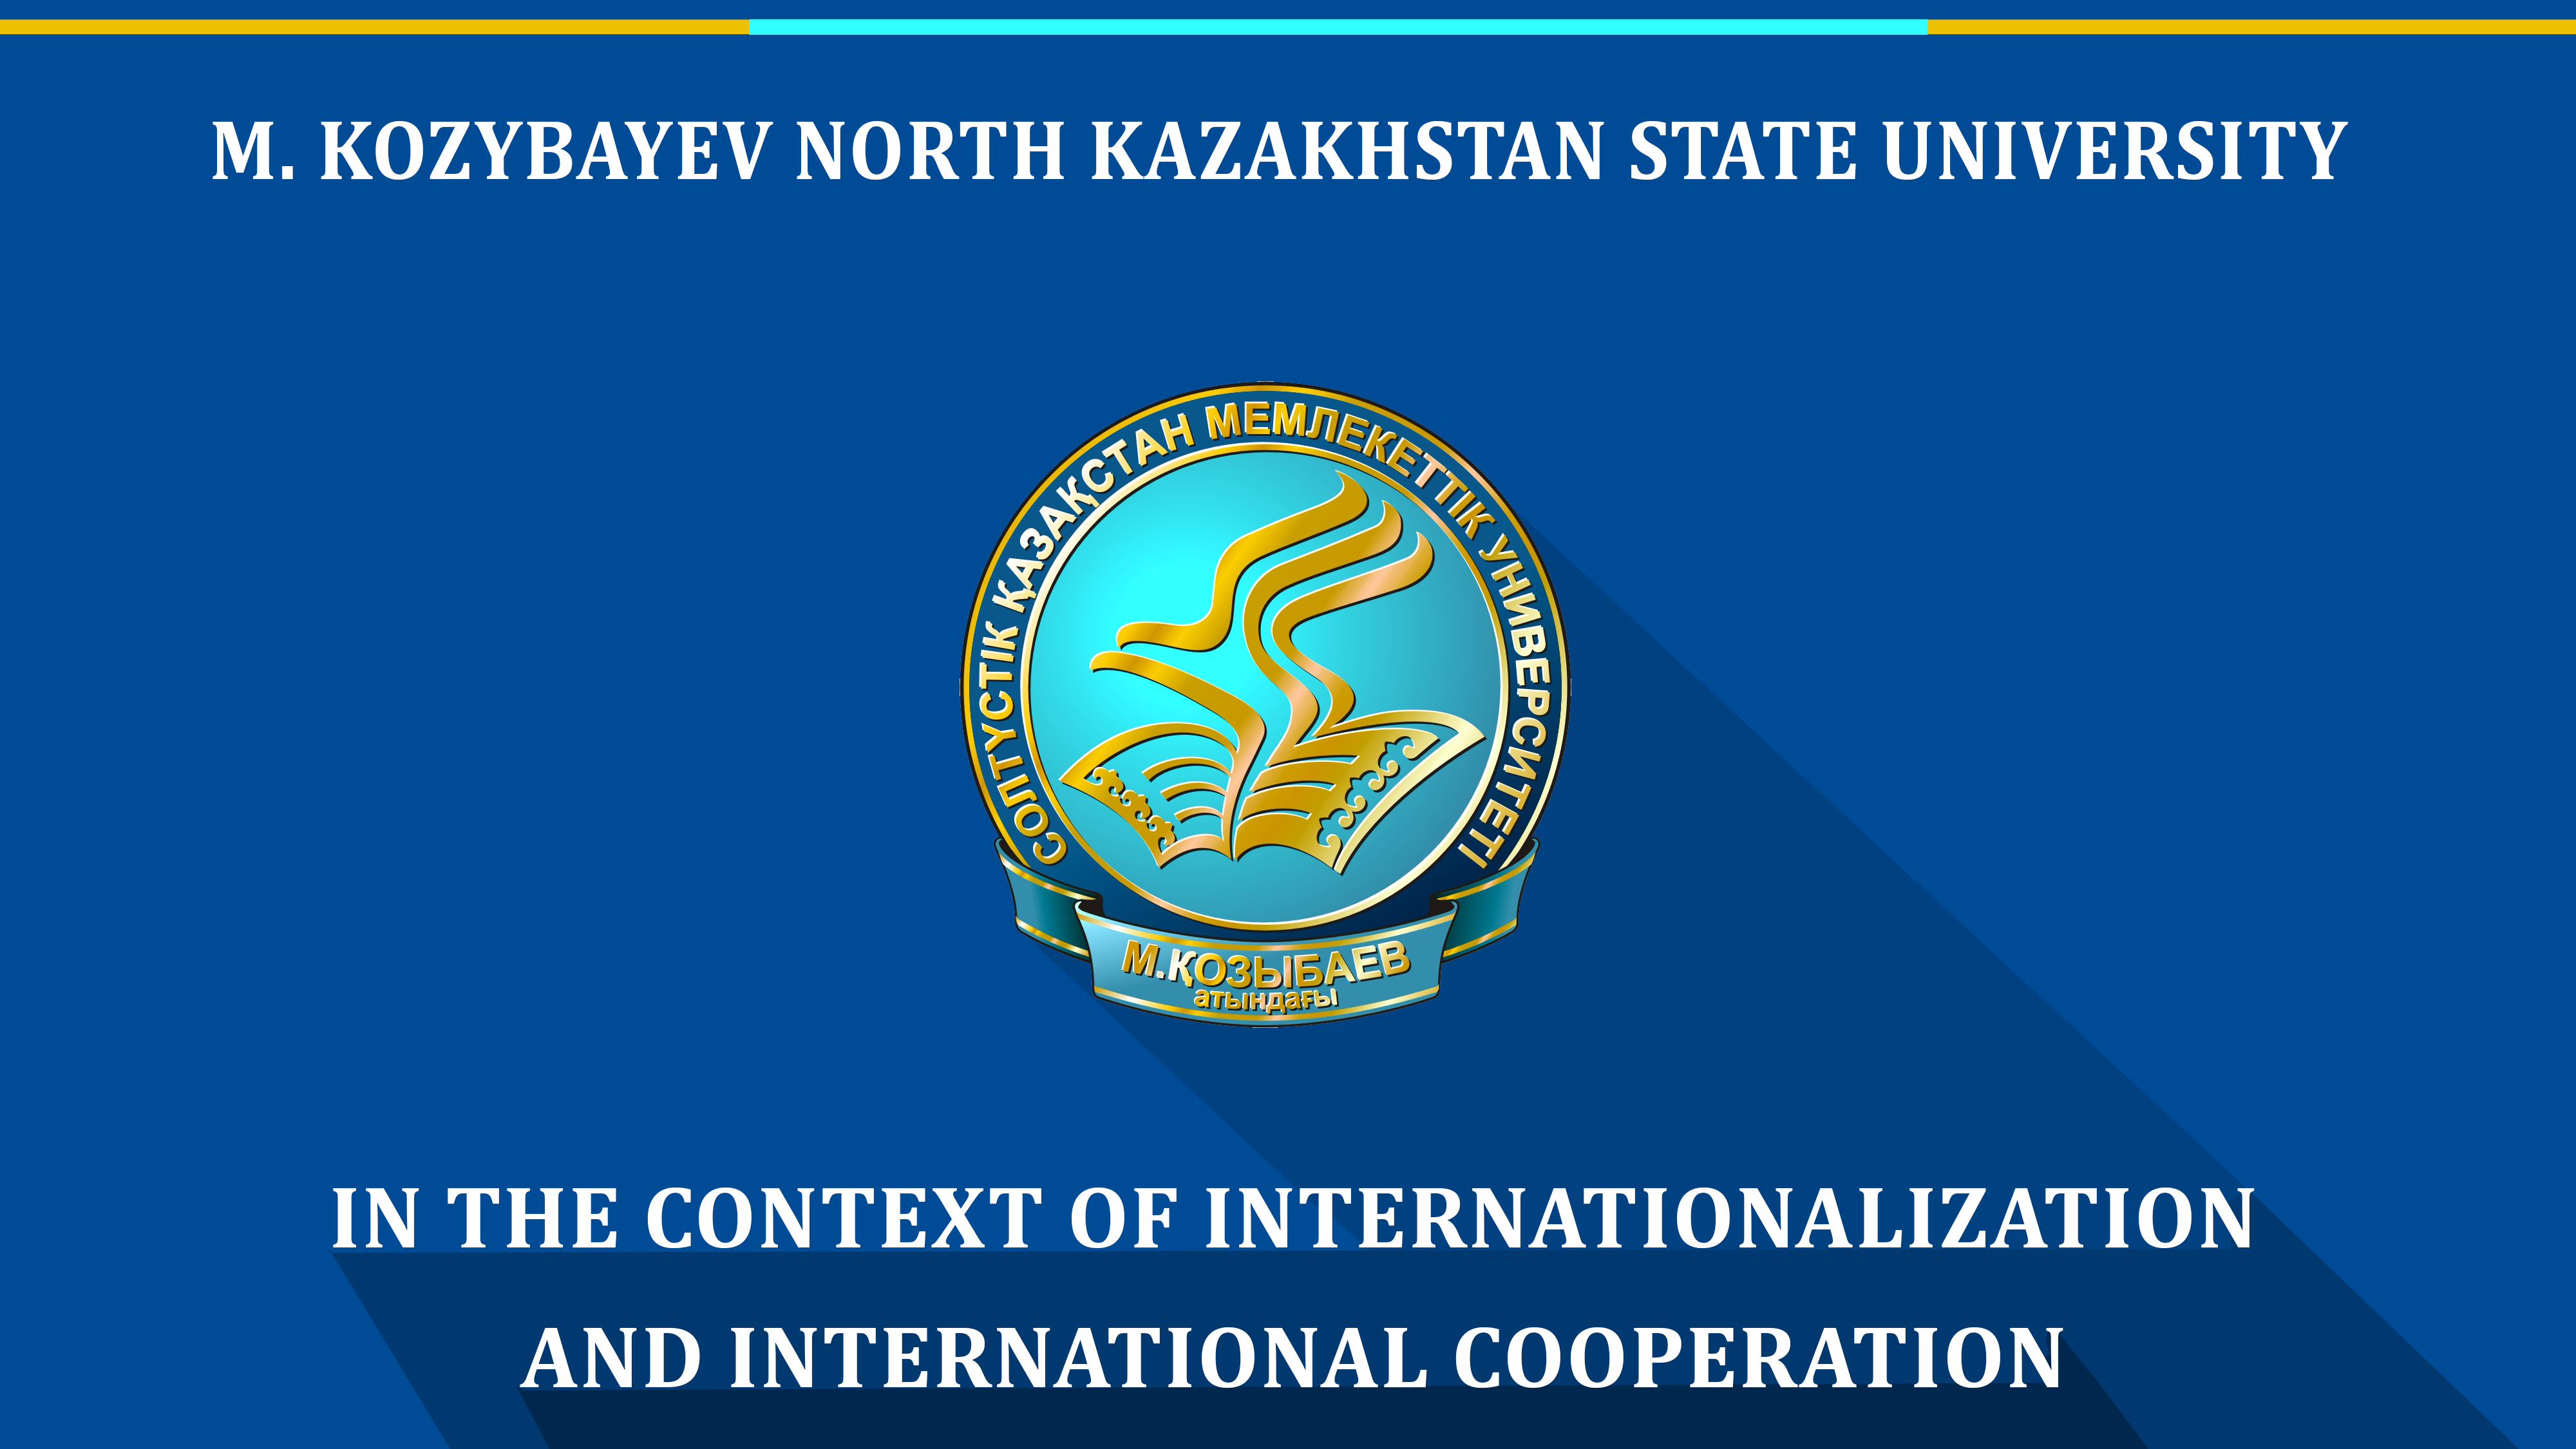 M. KOZYBAYEV NORTH KAZAKHSTAN STATE UNIVERSITY
СОЛТҮСТІК ҚАЗАҚСТАН МЕМЛЕКЕТТІК УНИВЕРСИТЕТІ
М.ҚОЗЫБАЕВ
атындағы
IN THE CONTEXT OF INTERNATIONALIZATION
AND INTERNATIONAL COOPERATION